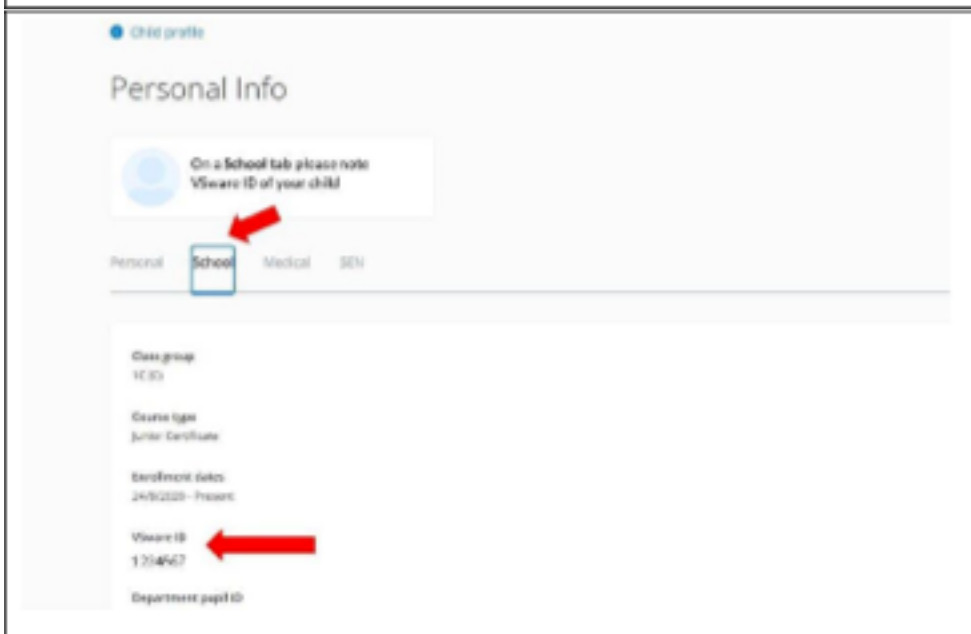 Child profile
Personal Info
On a School tab please note
VSware ID of your child
Personal School Medical SEN
Class group
Course type
Junior Certificate
Enrollment dates
24/8/2020 - Present
VSware ID
1234567
Department pupil ID